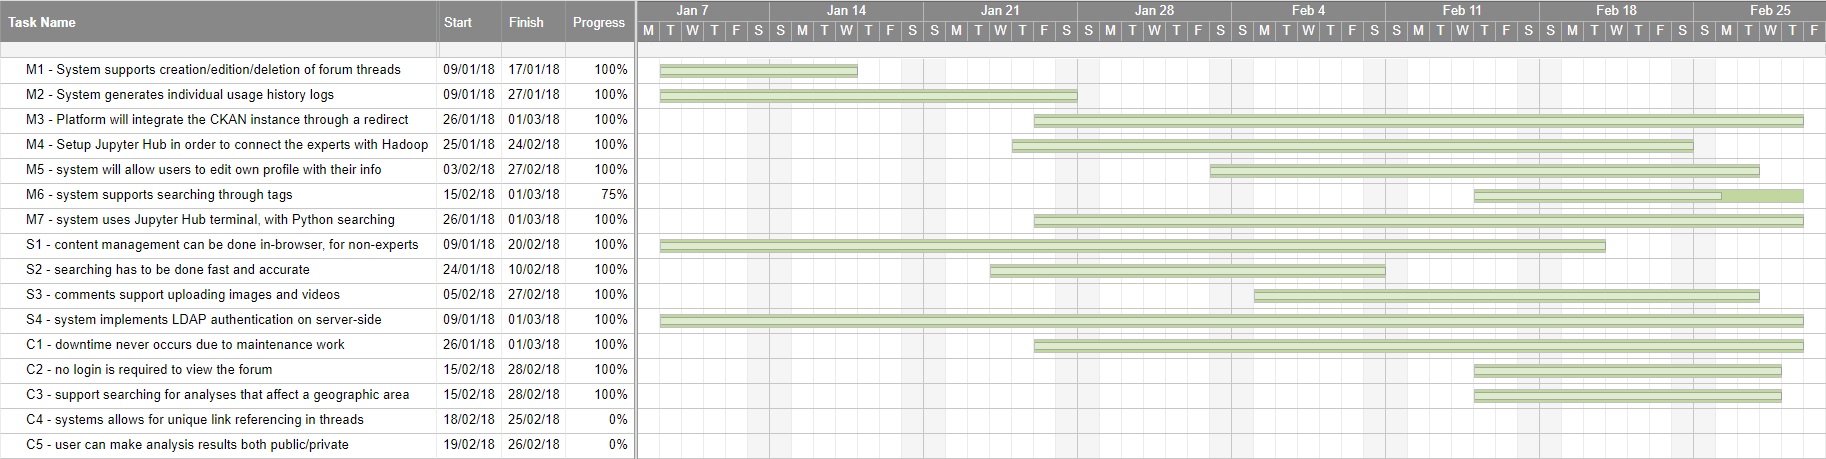 Task Name Start Finish Progress Jan 7 Jan 14 Jan 21 Jan 28 Feb 4 Feb 11 Feb 18 Feb 25
M T W T F S S M T W T F S S M T W T F S S M T W T F S S M T W T F S S M T W T F S S M T W T F S S M T W T F
M1 - System supports creation/edition/deletion of forum threads 09/01/18 17/01/18 100%
M2 - System generates individual usage history logs 09/01/18 27/01/18 100%
M3 - Platform will integrate the CKAN instance through a redirect 26/01/18 01/03/18 100%
M4 - Setup Jupyter Hub in order to connect the experts with Hadoop 25/01/18 24/02/18 100%
M5 - system will allow users to edit own profile with their info 03/02/18 27/02/18 100%
M6 - system supports searching through tags 15/02/18 01/03/18 75%
M7 - system uses Jupyter Hub terminal, with Python searching 26/01/18 01/03/18 100%
S1 - content management can be done in-browser, for non-experts 09/01/18 20/02/18 100%
S2 - searching has to be done fast and accurate 24/01/18 10/02/18 100%
S3 - comments support uploading images and videos 05/02/18 27/02/18 100%
S4 - system implements LDAP authentication on server-side 09/01/18 01/03/18 100%
C1 - downtime never occurs due to maintenance work 26/01/18 01/03/18 100%
C2 - no login is required to view the forum 15/02/18 28/02/18 100%
C3 - support searching for analyses that affect a geographic area 15/02/18 28/02/18 100%
C4 - systems allows for unique link referencing in threads 18/02/18 25/02/18 0%
C5 - user can make analysis results both public/private 19/02/18 26/02/18 0%